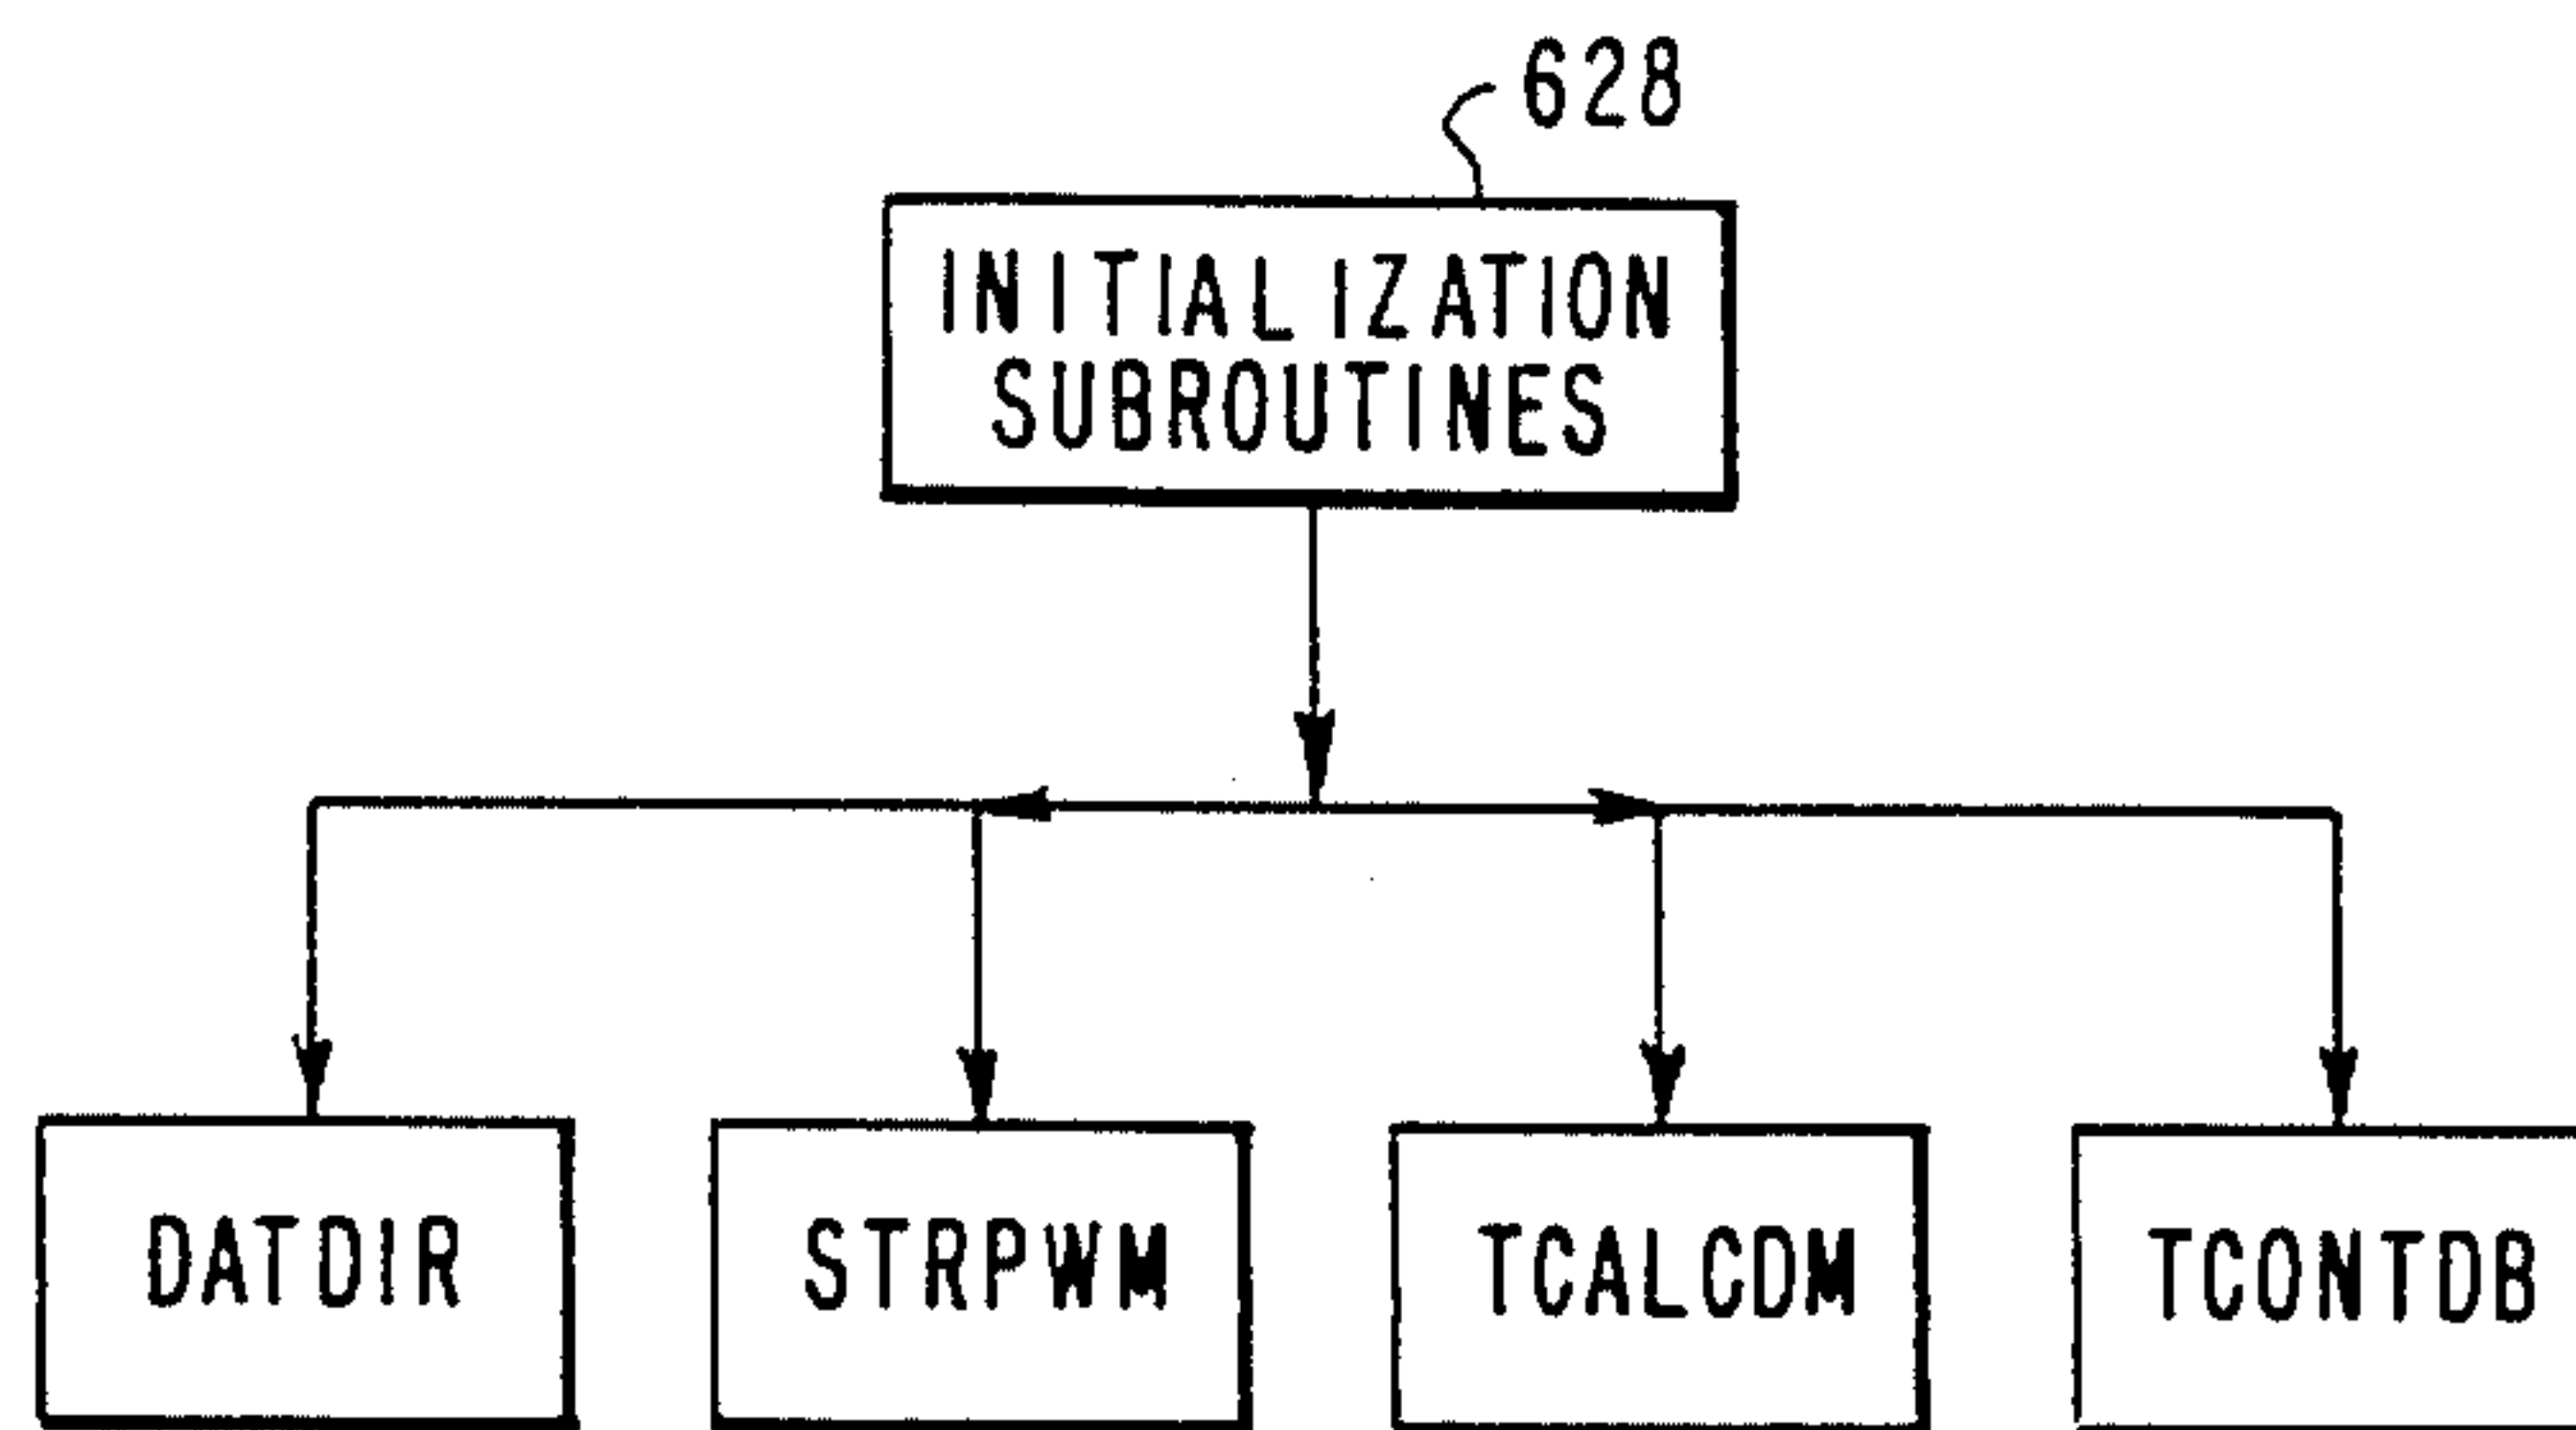 628
INITIALIZATION
SUBROUTINES
DATDIR
STRPWM
TCALCDM
TCONTDB